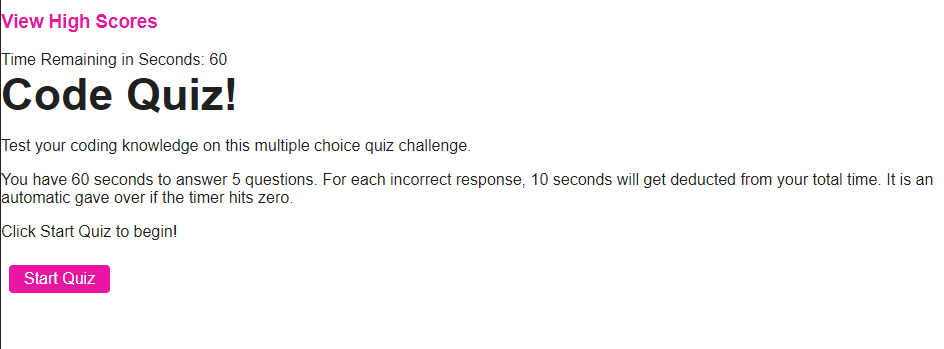 View High Scores
Time Remaining in Seconds: 60
Code Quiz!
Test your coding knowledge on this multiple choice quiz challenge.
You have 60 seconds to answer 5 questions. For each incorrect response, 10 seconds will get deducted from your total time. It is an
automatic gave over if the timer hits zero.
Click Start Quiz to begin!
Start Quiz